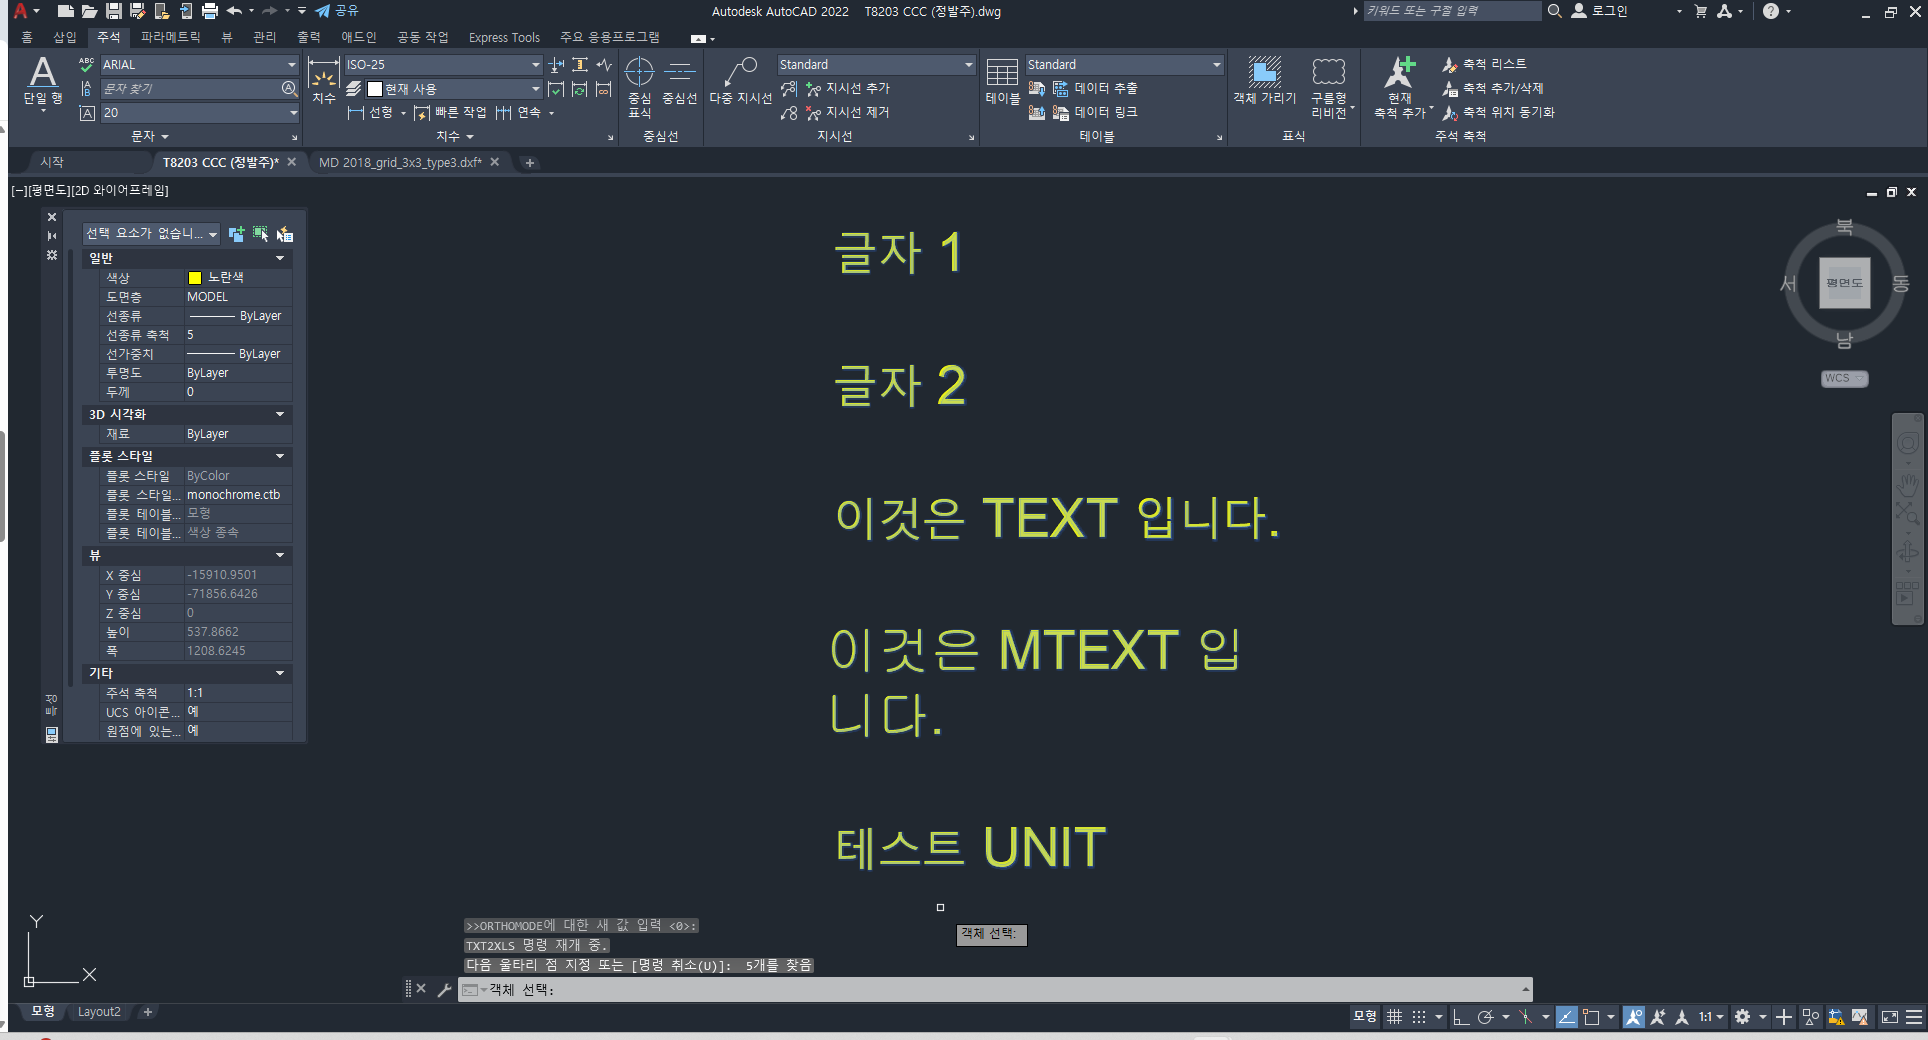 공유
Autodesk AutoCAD 2022 T8203 CCC (정발주).dwg
키워드 또는 구절 입력
로그인
홈 삽입 주석 파라메트릭 뷰 관리 출력 애드인 공동 작업 Express Tools 주요 응용프로그램
단일 행
ABC
ARIAL
문자 찾기
20
문자
치수
ISO-25
현재 사용
선형 빠른 작업 연속
치수
중심 표식
중심선
중심선
다중 지시선
Standard
지시선 추가
지시선 제거
지시선
테이블
Standard
데이터 추출
데이터 링크
테이블
객체 가리기
구름형 리비전
표식
현재 축척 추가
축척 리스트
축척 추가/삭제
축척 위치 동기화
주석 축척
시작 T8203 CCC (정발주)* MD 2018_grid_3x3_type3.dxf*
[−][평면도][2D 와이어프레임]
선택 요소가 없습니...
일반
색상 노란색
도면층 MODEL
선종류 ByLayer
선종류 축척 5
선가중치 ByLayer
투명도 ByLayer
두께 0
3D 시각화
재료 ByLayer
플롯 스타일
플롯 스타일 ByColor
플롯 스타일... monochrome.ctb
플롯 테이블... 모형
플롯 테이블... 색상 종속
뷰
X 중심 -15910.9501
Y 중심 -71856.6426
Z 중심 0
높이 537.8662
폭 1208.6245
기타
주석 축척 1:1
UCS 아이콘... 예
원점에 있는... 예
글자 1
글자 2
이것은 TEXT 입니다.
이것은 MTEXT 입
니다.
테스트 UNIT
북
서 평면도 동
남
WCS
Y
X
>>ORTHOMODE에 대한 새 값 입력 <0>:
TXT2XLS 명령 재개 중.
다음 울타리 점 지정 또는 [명령 취소(U)]: 5개를 찾음
객체 선택:
객체 선택:
모형 Layout2
모형 1:1